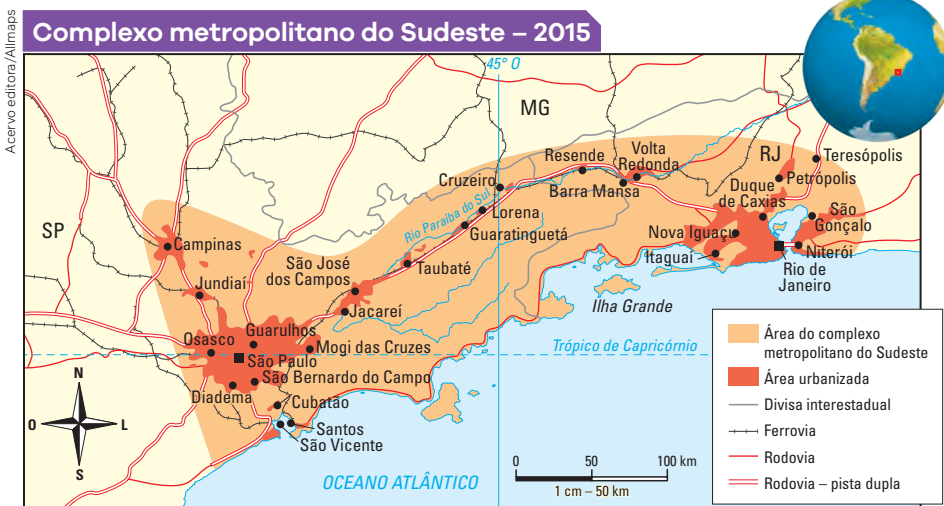 Acervo editora/Allmaps
Complexo metropolitano do Sudeste – 2015
45° O
MG
SP
RJ
Teresópolis
Petrópolis
Volta
Redonda
Resende
Barra Mansa
Cruzeiro
Rio Paraíba do Sul
Lorena
Guaratinguetá
Duque
de Caxias
São
Gonçalo
Nova Iguaçu
Niterói
Itaguaí
Rio de
Janeiro
Campinas
Taubaté
São José
dos Campos
Jundiaí
Jacareí
Ilha Grande
Guarulhos
Osasco
Mogi das Cruzes
Trópico de Capricórnio
São Paulo
São Bernardo do Campo
Diadema
Cubatão
Santos
São Vicente
N
O
L
S
OCEANO ATLÂNTICO
0 50 100 km
1 cm – 50 km
Área do complexo
metropolitano do Sudeste
Área urbanizada
Divisa interestadual
Ferrovia
Rodovia
Rodovia – pista dupla